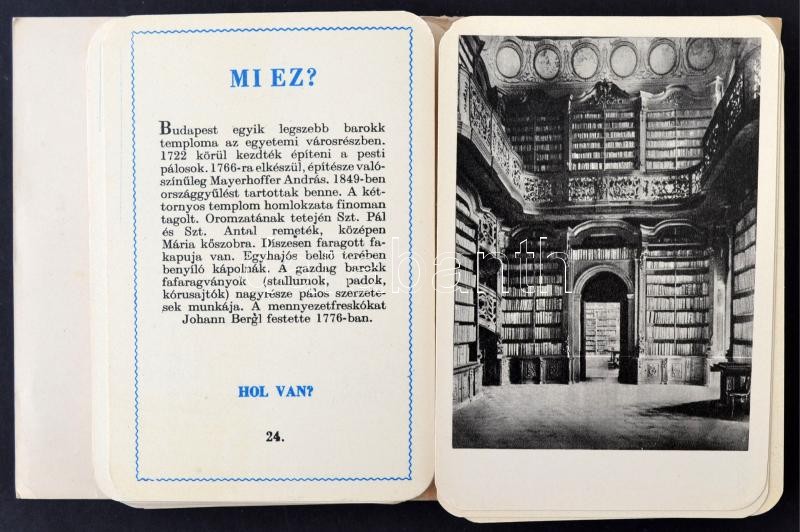 MI EZ?
Budapest egyik legszebb barokk
temploma az egyetemi városrészben.
1722 körül kezdték építeni a pesti
pálosok. 1766-ra elkészül, építésze való-
színűleg Mayerhoffer András. 1849-ben
országgyűlést tartottak benne. A két-
tornyos templom homlokzata finoman
tagolt. Oromzatának tetején Szt. Pál
és Szt. Antal remeték, középen
Mária kőszobra. Díszesen faragott fa-
kapuja van. Egyhajós belső terében
benyíló kápolnák. A gazdag barokk
fafaragványok (stallumok, padok,
kórusajtók) nagyrésze pálos szerzete-
sek munkája. A mennyezetfreskókat
Johann Bergl festette 1776-ban.
HOL VAN?
24.